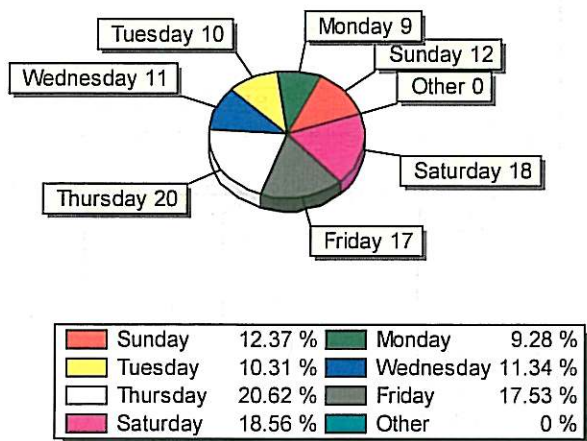 Monday 9
Tuesday 10
Sunday 12
Wednesday 11
Other 0
Saturday 18
Thursday 20
Friday 17
Sunday 12.37 % Monday 9.28 %
Tuesday 10.31 % Wednesday 11.34 %
Thursday 20.62 % Friday 17.53 %
Saturday 18.56 % Other 0 %